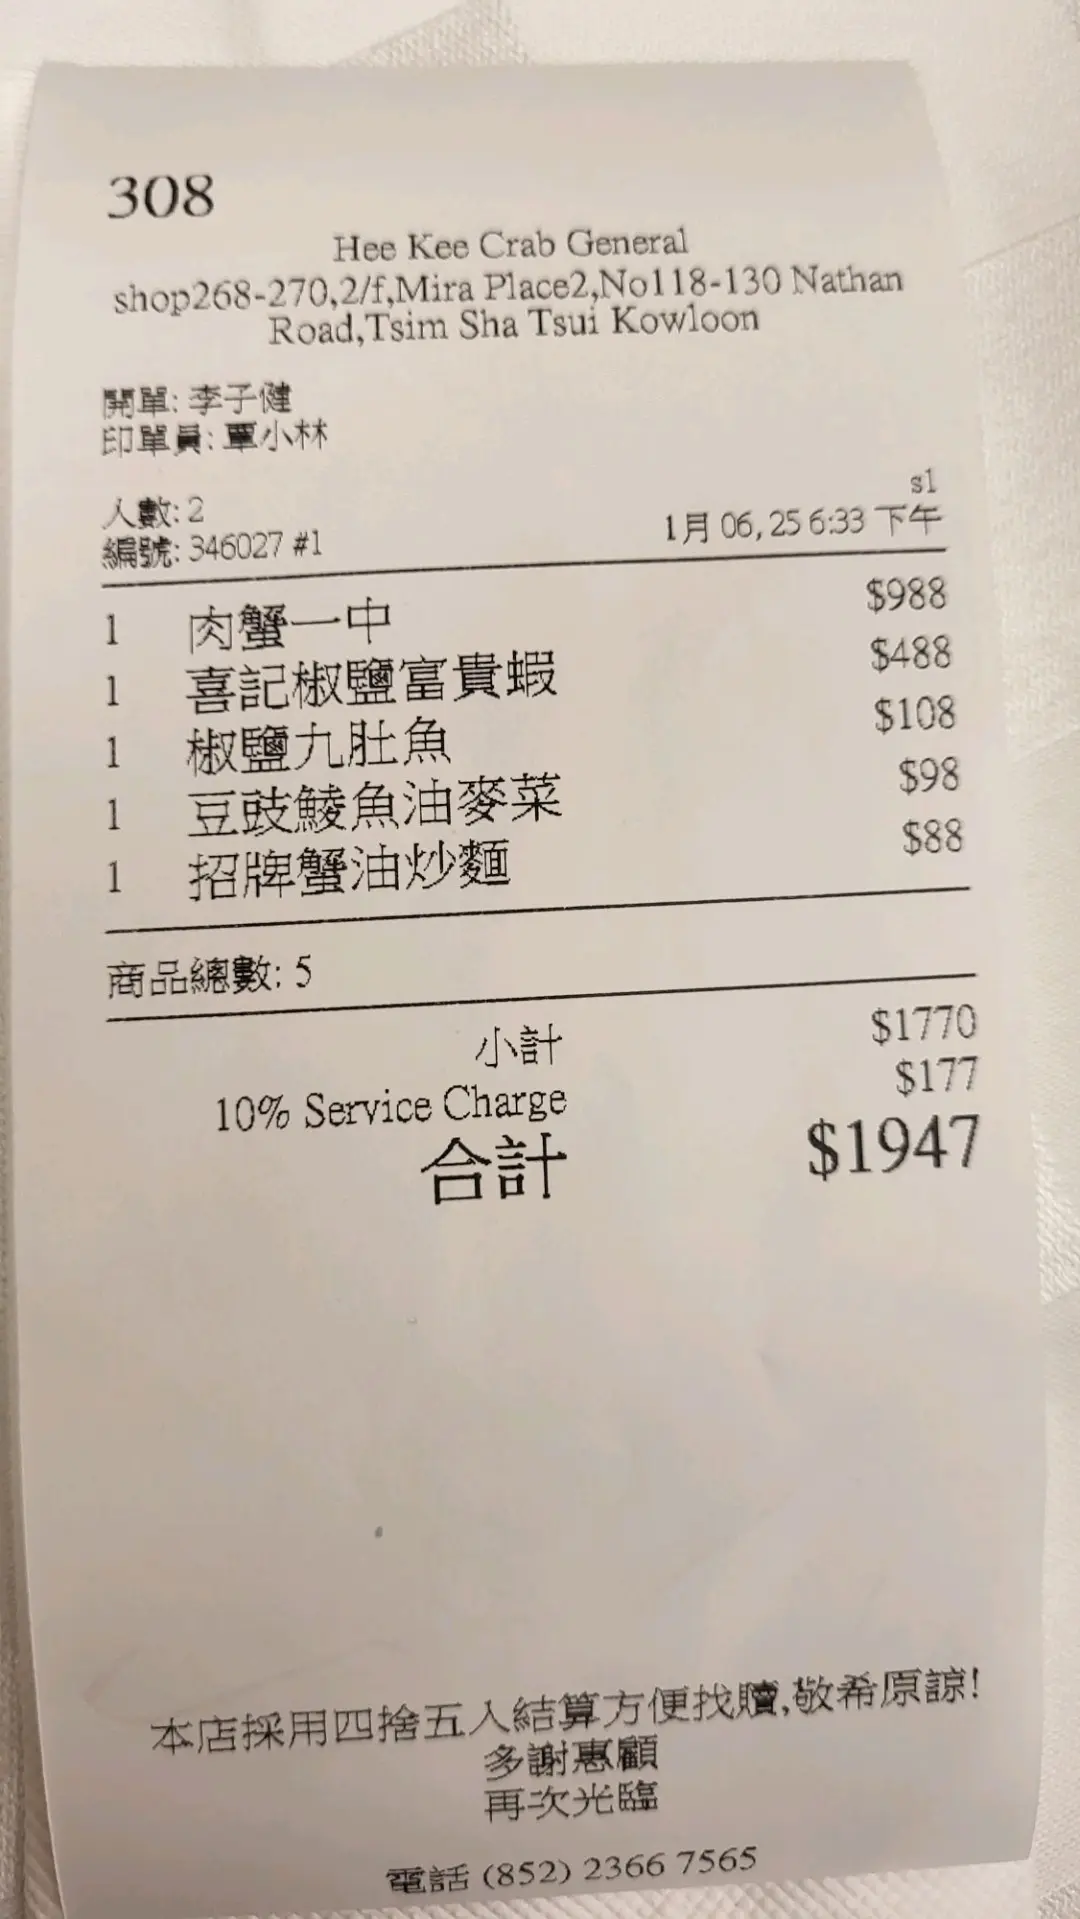 308
Hee Kee Crab General
shop268-270,2/f,Mira Place2,No118-130 Nathan
Road,Tsim Sha Tsui Kowloon
開單: 李子健
印單員: 覃小林
s1
人數: 2
編號: 346027 #1 1月 06, 25 6:33 下午
1 肉蟹一中 $988
1 喜記椒鹽富貴蝦 $488
1 椒鹽九肚魚 $108
1 豆豉鯪魚油麥菜 $98
1 招牌蟹油炒麵 $88
商品總數: 5
小計 $1770
10% Service Charge $177
合計 $1947
本店採用四捨五入結算方便找贖,敬希原諒!
多謝惠顧
再次光臨
電話 (852) 2366 7565